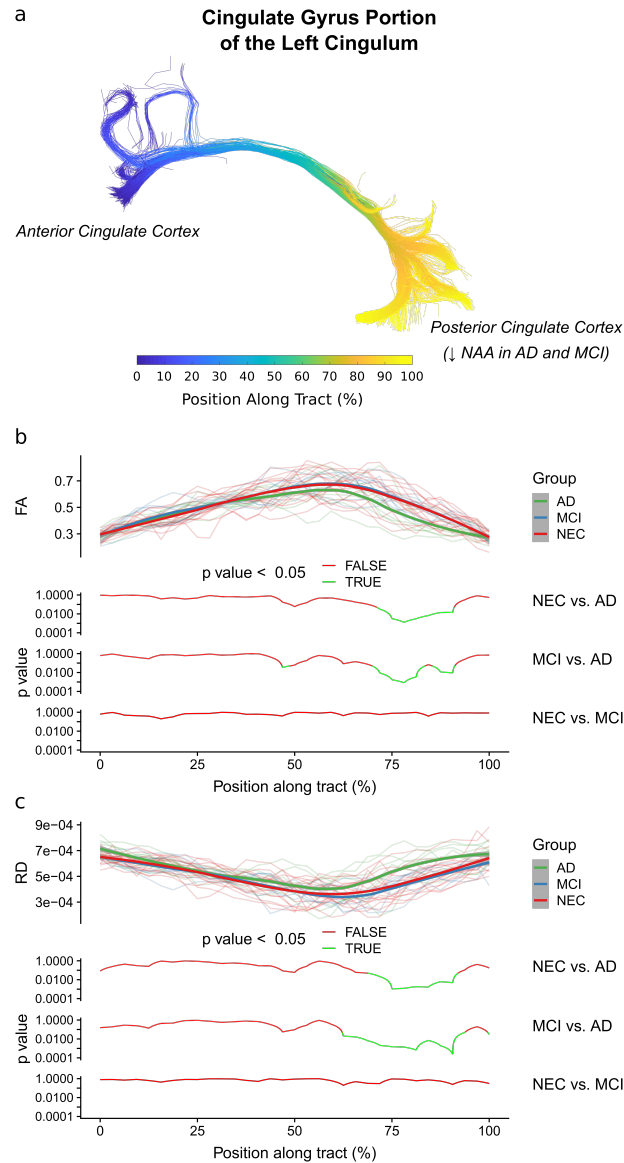 a
Cingulate Gyrus Portion
of the Left Cingulum
Anterior Cingulate Cortex
Posterior Cingulate Cortex
(↓ NAA in AD and MCI)
0 10 20 30 40 50 60 70 80 90 100
Position Along Tract (%)
b
FA
0.7
0.5
0.3
Group
AD
MCI
NEC
p value < 0.05
FALSE
TRUE
p value
1.0000
0.0100
0.0001
NEC vs. AD
1.0000
0.0100
0.0001
MCI vs. AD
1.0000
0.0100
0.0001
NEC vs. MCI
0 25 50 75 100
Position along tract (%)
c
RD
9e−04
7e−04
5e−04
3e−04
Group
AD
MCI
NEC
p value < 0.05
FALSE
TRUE
p value
1.0000
0.0100
0.0001
NEC vs. AD
1.0000
0.0100
0.0001
MCI vs. AD
1.0000
0.0100
0.0001
NEC vs. MCI
0 25 50 75 100
Position along tract (%)